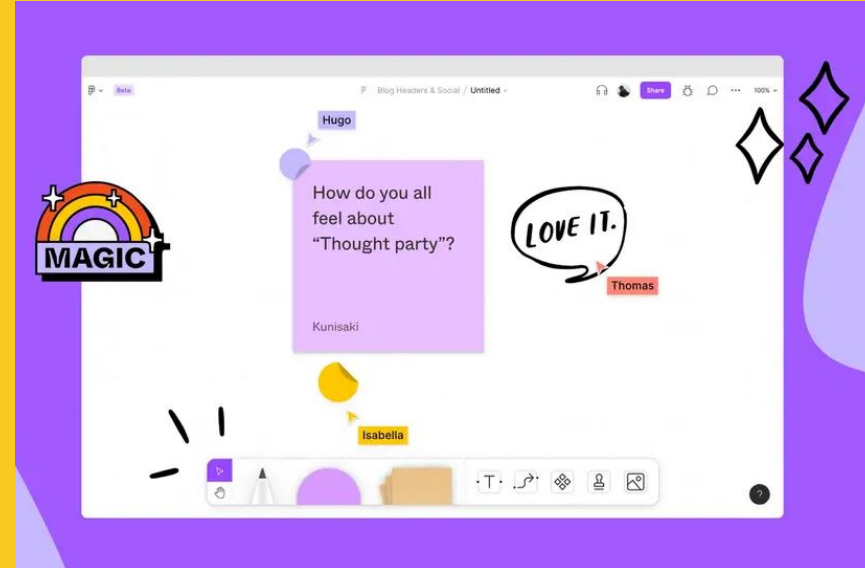 Beta
Blog Headers & Social / Untitled
Share
100%
Hugo
How do you all
feel about
“Thought party”?
Kunisaki
LOVE IT.
Thomas
MAGIC
Isabella
T
?